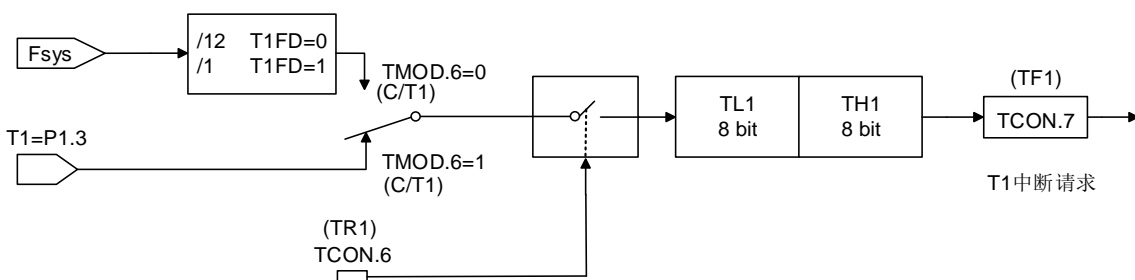 Fsys
/12 T1FD=0
/1 T1FD=1
TMOD.6=0
(C/T1)
T1=P1.3
TMOD.6=1
(C/T1)
TL1
8 bit
TH1
8 bit
(TF1)
TCON.7
T1中断请求
(TR1)
TCON.6